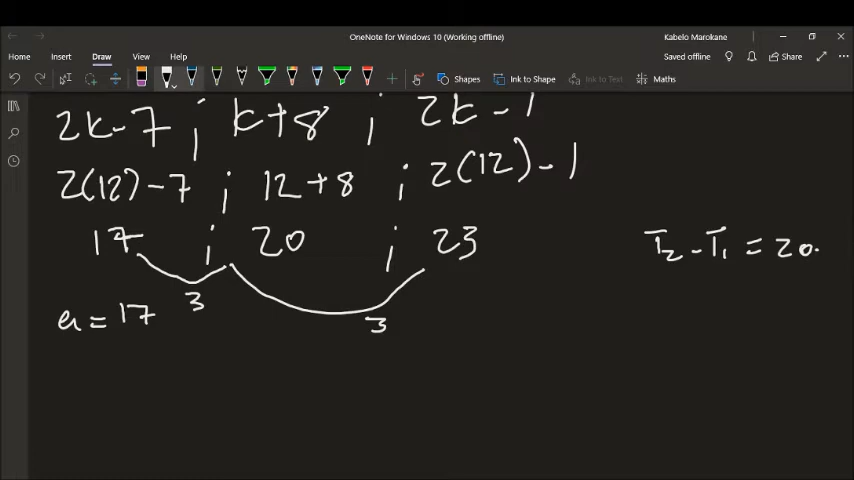 OneNote for Windows 10 (Working offline)
Kabelo Marokane
Home Insert Draw View Help
Saved offline Share
Shapes Ink to Shape Ink to Text Maths
2k-7 ; k+8 ; 2k-1
2(12)-7 ; 12+8 ; 2(12)-1
17 ; 20 ; 23
T2-T1 = 20.
3
a=17
3